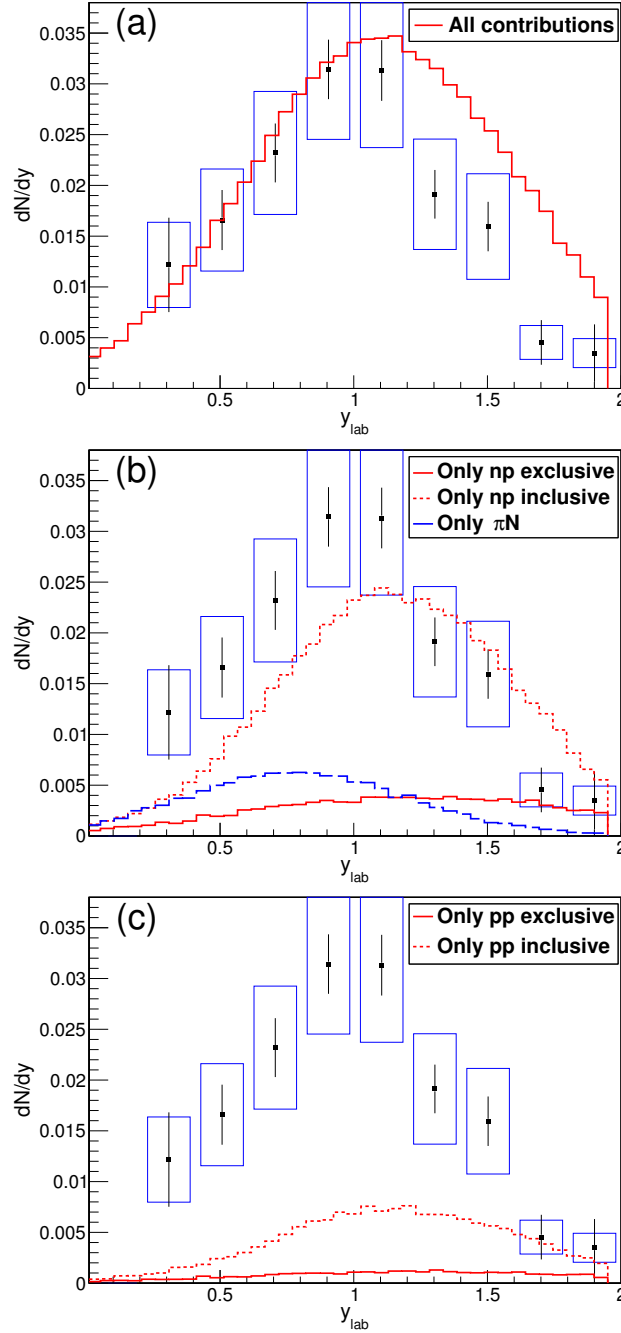 (a)
All contributions
dN/dy
0.035
0.03
0.025
0.02
0.015
0.01
0.005
0
0.5
1
1.5
2
y_lab
(b)
Only np exclusive
Only np inclusive
Only πN
dN/dy
0.035
0.03
0.025
0.02
0.015
0.01
0.005
0
0.5
1
1.5
2
y_lab
(c)
Only pp exclusive
Only pp inclusive
dN/dy
0.035
0.03
0.025
0.02
0.015
0.01
0.005
0
0.5
1
1.5
2
y_lab